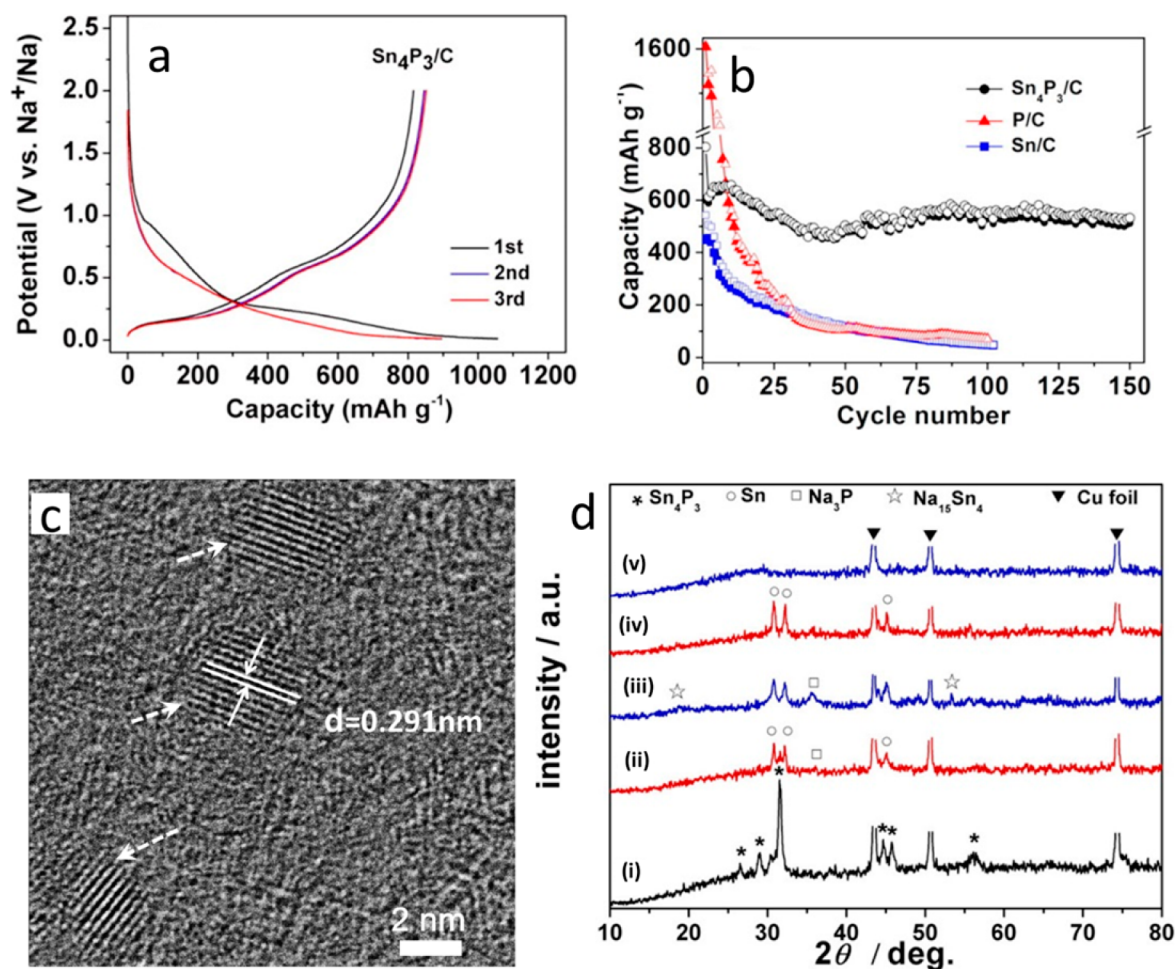 a
Sn₄P₃/C
2.5
2.0
1.5
1.0
0.5
0.0
Potential (V vs. Na⁺/Na)
1st
2nd
3rd
0 200 400 600 800 1000 1200
Capacity (mAh g⁻¹)
b
1600
800
600
400
200
0
Capacity (mAh g⁻¹)
Sn₄P₃/C
P/C
Sn/C
0 25 50 75 100 125 150
Cycle number
c
d=0.291nm
2 nm
d
* Sn₄P₃ ○ Sn □ Na₃P ☆ Na₁₅Sn₄ ▼ Cu foil
intensity / a.u.
(v)
(iv)
(iii)
(ii)
(i)
10 20 30 40 50 60 70 80
2θ / deg.